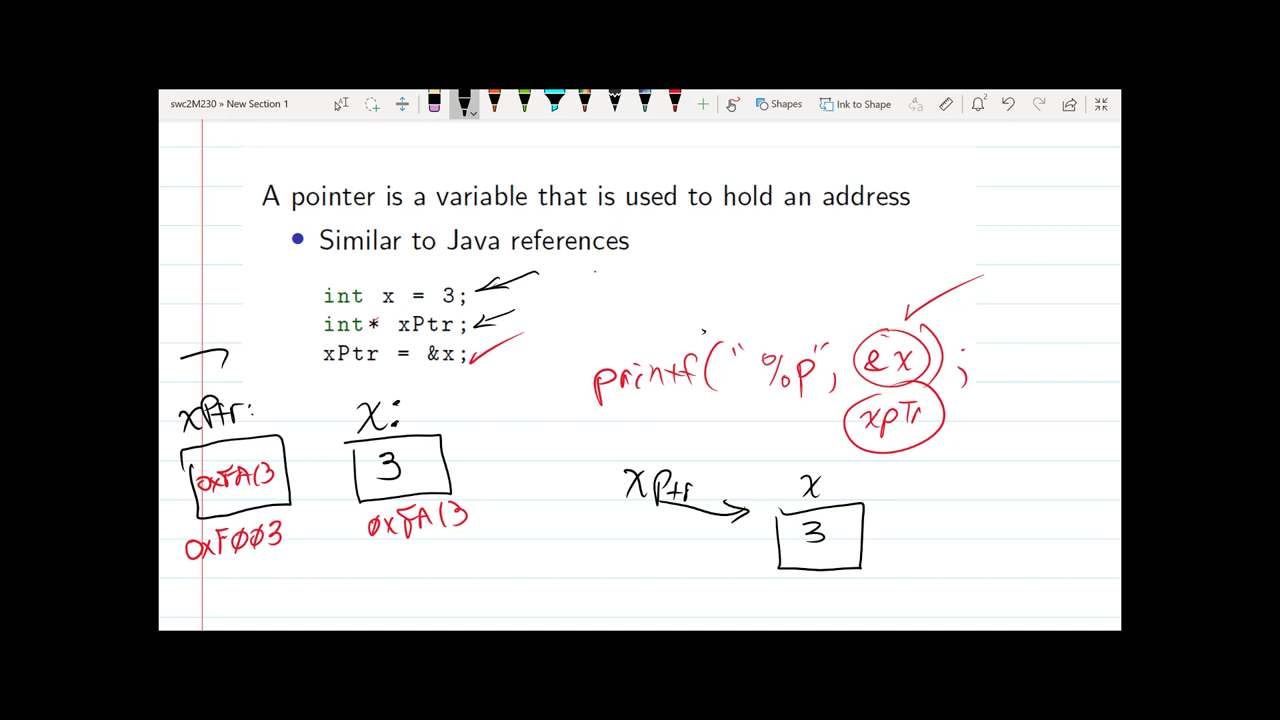 swc2M230 » New Section 1
Shapes
Ink to Shape
2
A pointer is a variable that is used to hold an address
Similar to Java references
int x = 3;
int* xPtr;
xPtr = &x;
printf("%p", &x);
xpTr
xPtr:
x:
0xFA13
3
0xFA13
0xF003
xPtr
x
3